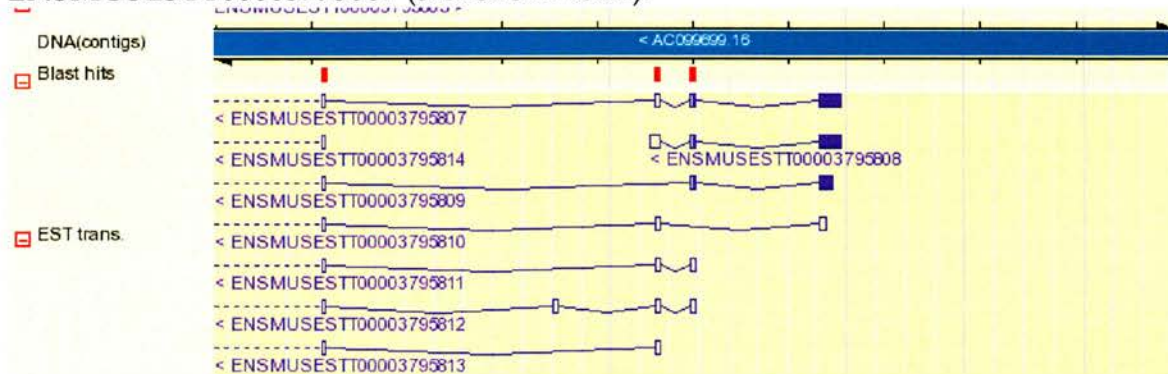 DNA(contigs)
< AC099699.16
Blast hits
< ENSMUSESTT00003795807
< ENSMUSESTT00003795814
< ENSMUSESTT00003795808
< ENSMUSESTT00003795809
EST trans.
< ENSMUSESTT00003795810
< ENSMUSESTT00003795811
< ENSMUSESTT00003795812
< ENSMUSESTT00003795813